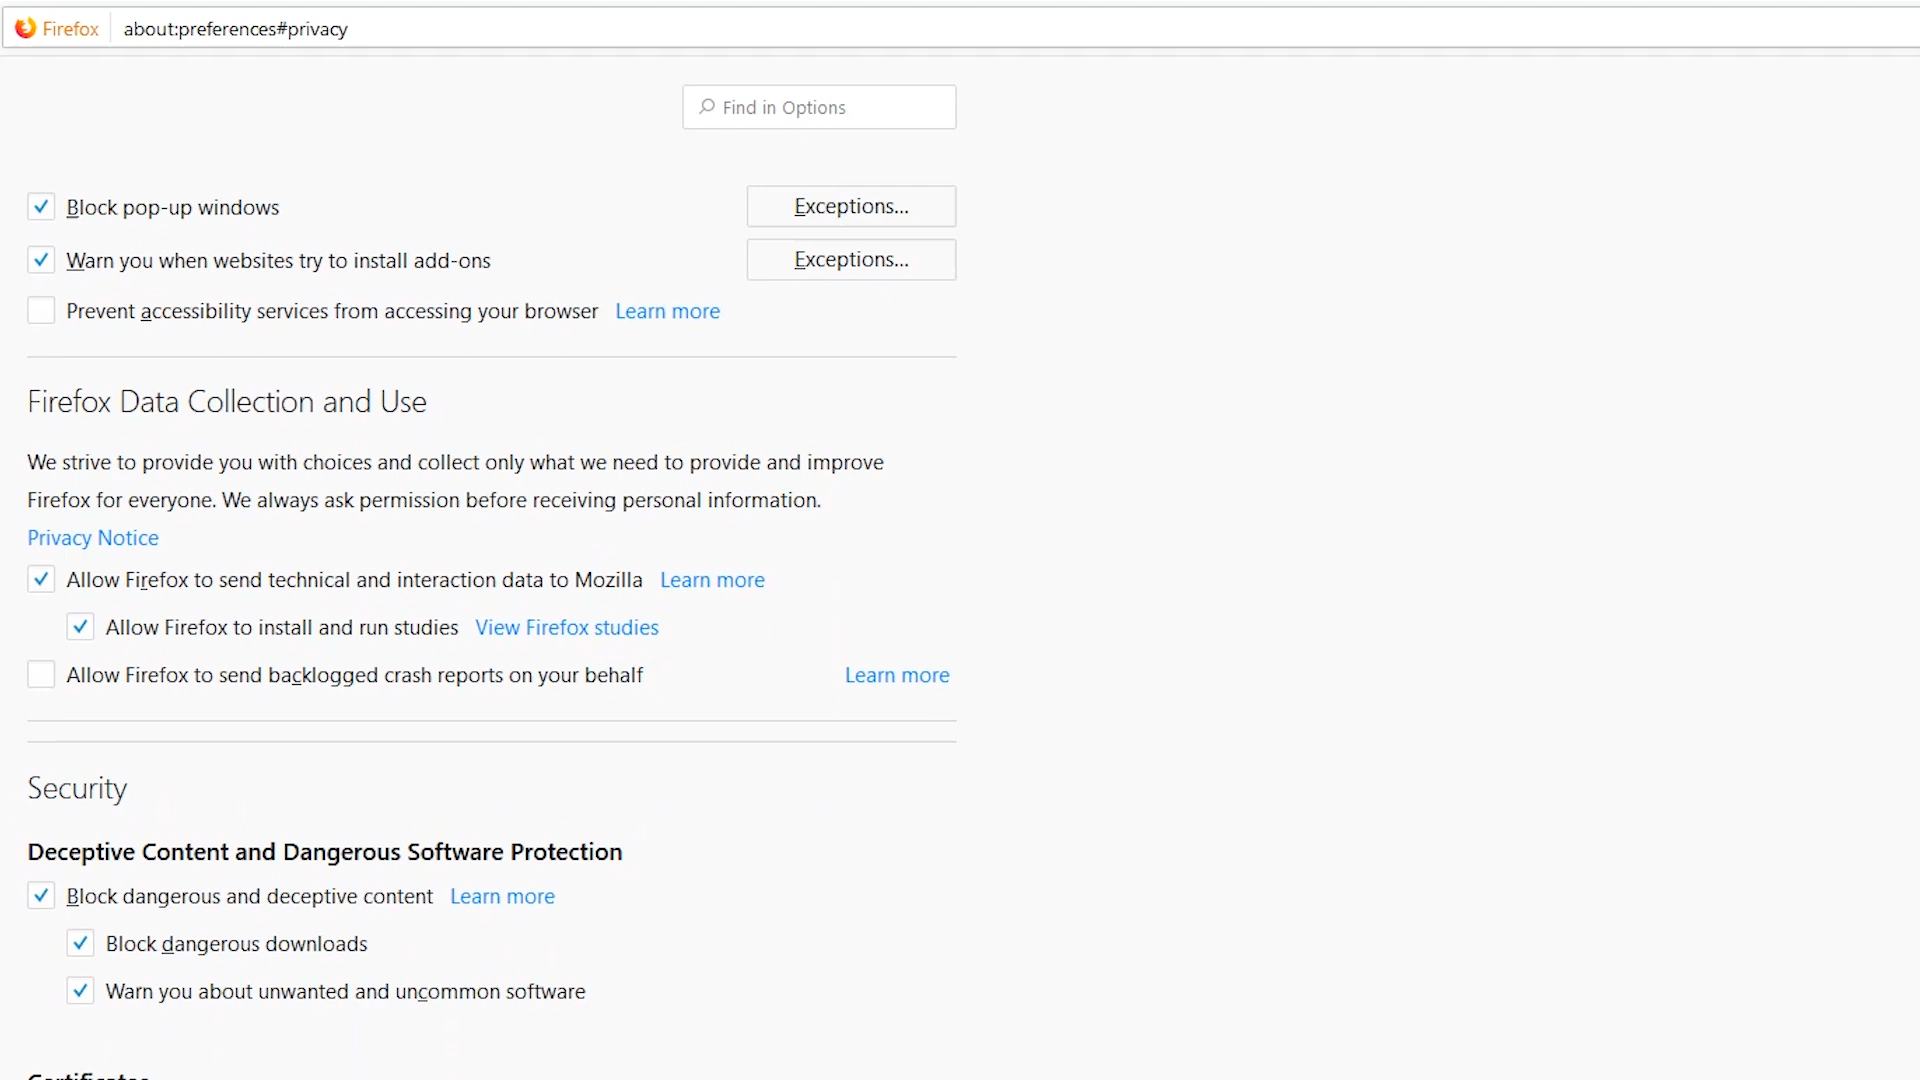 Firefox about:preferences#privacy
Find in Options
Block pop-up windows Exceptions...
Warn you when websites try to install add-ons Exceptions...
Prevent accessibility services from accessing your browser Learn more
Firefox Data Collection and Use
We strive to provide you with choices and collect only what we need to provide and improve
Firefox for everyone. We always ask permission before receiving personal information.
Privacy Notice
Allow Firefox to send technical and interaction data to Mozilla Learn more
Allow Firefox to install and run studies View Firefox studies
Allow Firefox to send backlogged crash reports on your behalf Learn more
Security
Deceptive Content and Dangerous Software Protection
Block dangerous and deceptive content Learn more
Block dangerous downloads
Warn you about unwanted and uncommon software
Certificates